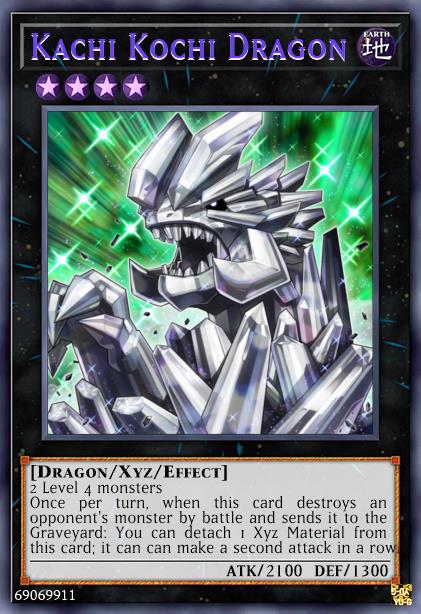 Kachi Kochi Dragon
EARTH
地
[Dragon/Xyz/Effect]
2 Level 4 monsters
Once per turn, when this card destroys an
opponent's monster by battle and sends it to the
Graveyard: You can detach 1 Xyz Material from
this card; it can can make a second attack in a row
ATK/2100 DEF/1300
69069911